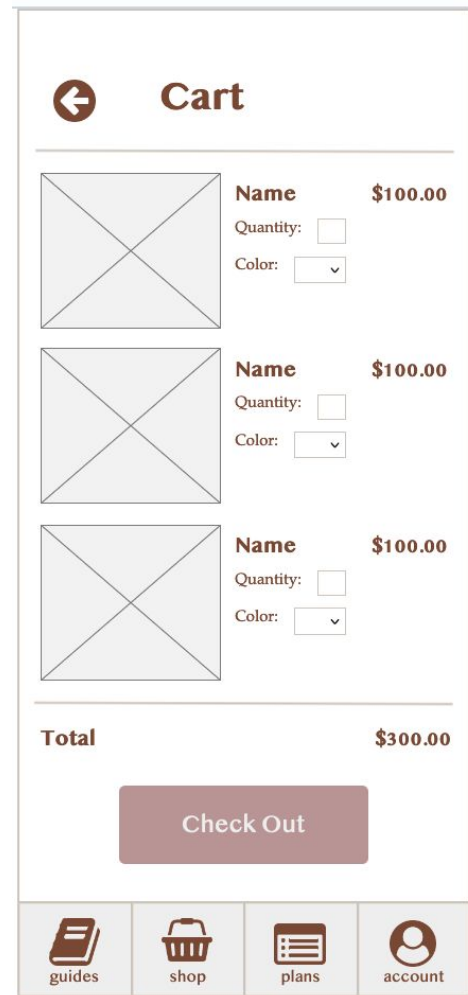 Cart
Name $100.00
Quantity:
Color:
Name $100.00
Quantity:
Color:
Name $100.00
Quantity:
Color:
Total $300.00
Check Out
guides shop plans account